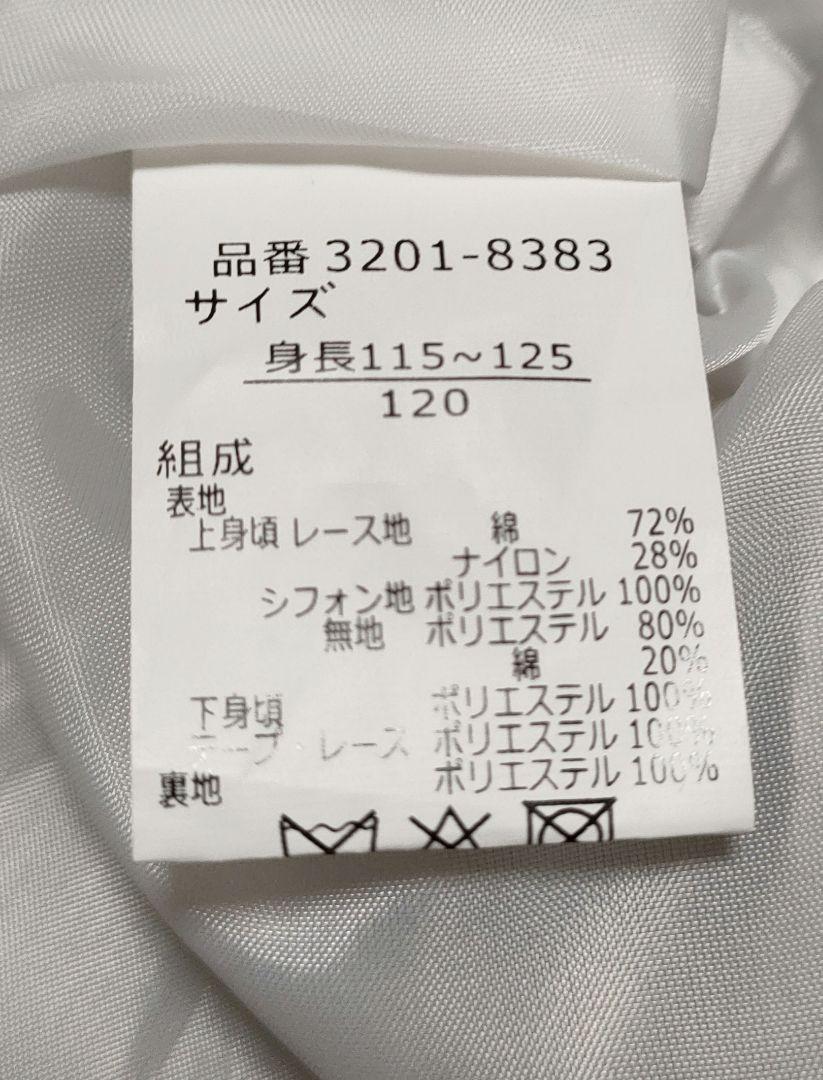 品番 3201-8383
サイズ
身長115~125
120
組成
表地
上身頃 レース地 綿 72%
ナイロン 28%
シフォン地 ポリエステル 100%
無地 ポリエステル 80%
綿 20%
下身頃 ポリエステル 100%
テープ レース ポリエステル 100%
裏地 ポリエステル 100%